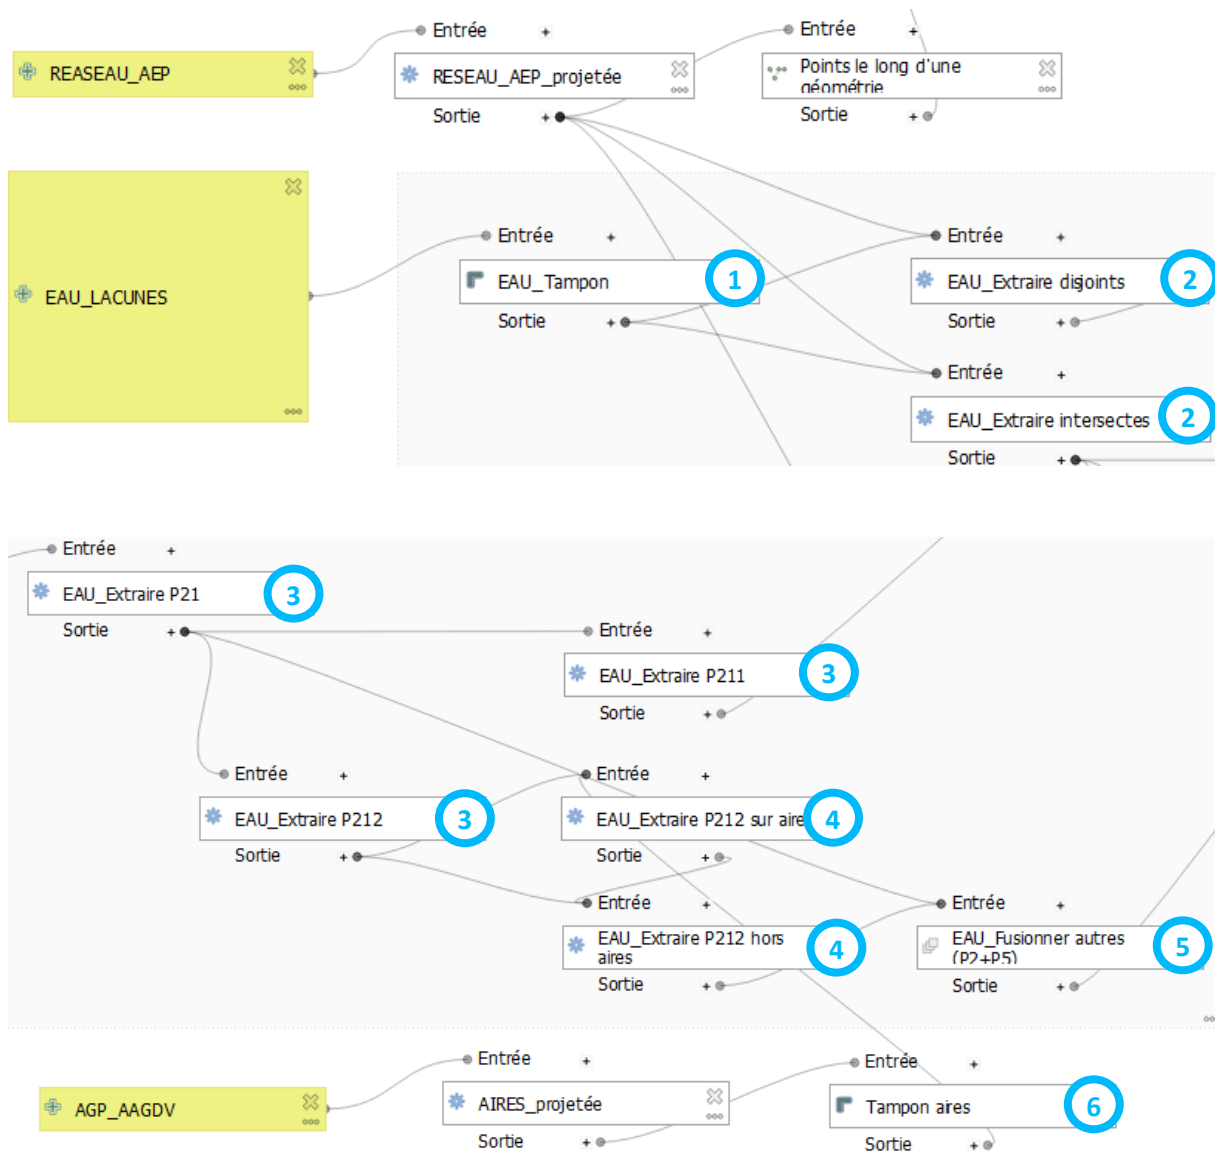 Entrée +
Entrée +
REASEAU_AEP
RESEAU_AEP_projetée
Points le long d'une
géométrie
Sortie +
Sortie +
EAU_LACUNES
Entrée +
Entrée +
EAU_Tampon 1
EAU_Extraire disjoints 2
Sortie +
Sortie +
Entrée +
EAU_Extraire intersectes 2
Sortie +
Entrée +
EAU_Extraire P21 3
Sortie +
Entrée +
EAU_Extraire P211 3
Sortie +
Entrée +
Entrée +
EAU_Extraire P212 3
EAU_Extraire P212 sur aire 4
Sortie +
Sortie +
Entrée +
Entrée +
EAU_Extraire P212 hors
aires 4
EAU_Fusionner autres
(P2+P5) 5
Sortie +
Sortie +
Entrée +
Entrée +
AGP_AAGDV
AIRES_projetée
Tampon aires 6
Sortie +
Sortie +